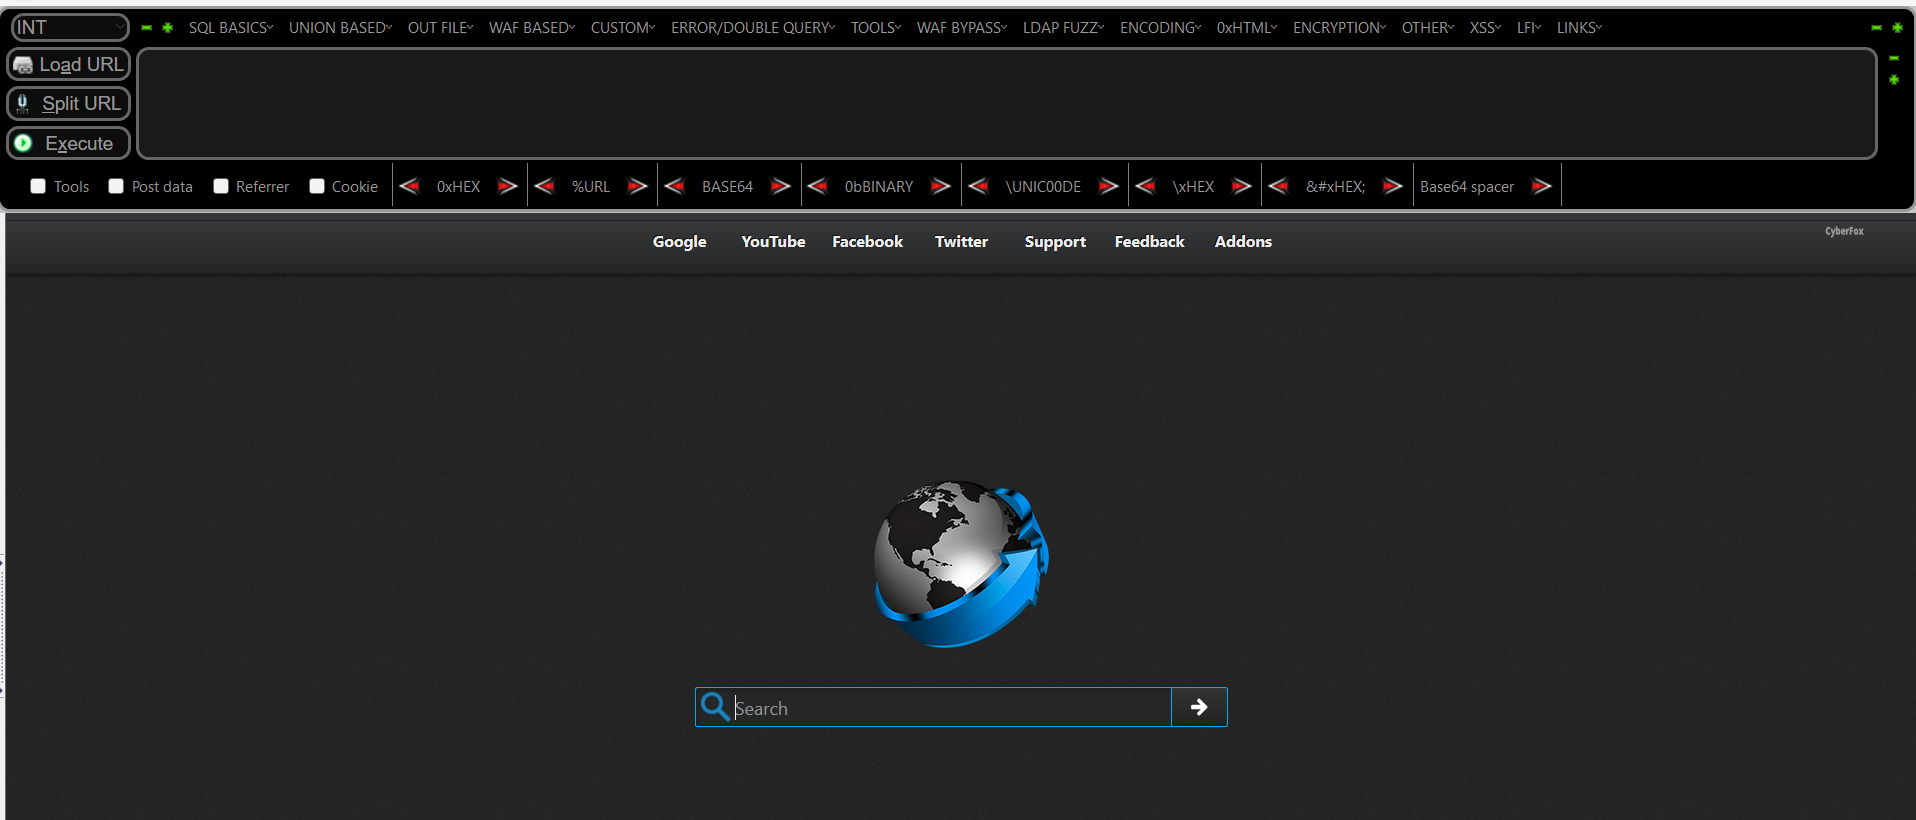 INT SQL BASICS UNION BASED OUT FILE WAF BASED CUSTOM ERROR/DOUBLE QUERY TOOLS WAF BYPASS LDAP FUZZ ENCODING 0xHTML ENCRYPTION OTHER XSS LFI LINKS
Load URL
Split URL
Execute
Tools Post data Referrer Cookie 0xHEX %URL BASE64 0bBINARY \UNIC00DE \xHEX &#xHEX; Base64 spacer
Google YouTube Facebook Twitter Support Feedback Addons CyberFox
Search